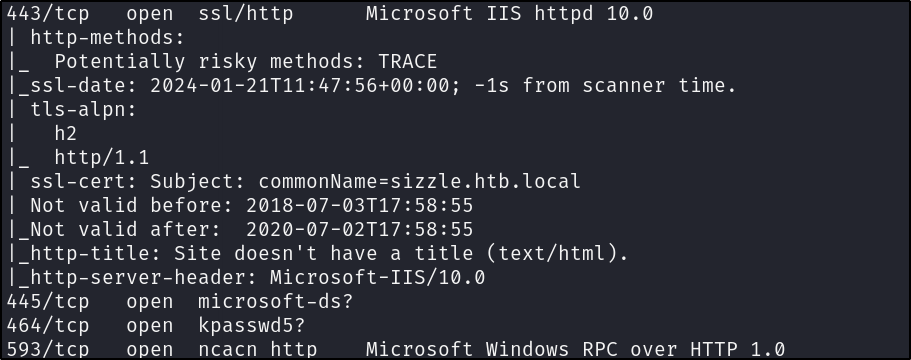 443/tcp   open  ssl/http      Microsoft IIS httpd 10.0
| http-methods:
|_  Potentially risky methods: TRACE
|_ssl-date: 2024-01-21T11:47:56+00:00; -1s from scanner time.
| tls-alpn:
|   h2
|_  http/1.1
| ssl-cert: Subject: commonName=sizzle.htb.local
| Not valid before: 2018-07-03T17:58:55
|_Not valid after:  2020-07-02T17:58:55
|_http-title: Site doesn't have a title (text/html).
|_http-server-header: Microsoft-IIS/10.0
445/tcp   open  microsoft-ds?
464/tcp   open  kpasswd5?
593/tcp   open  ncacn_http    Microsoft Windows RPC over HTTP 1.0